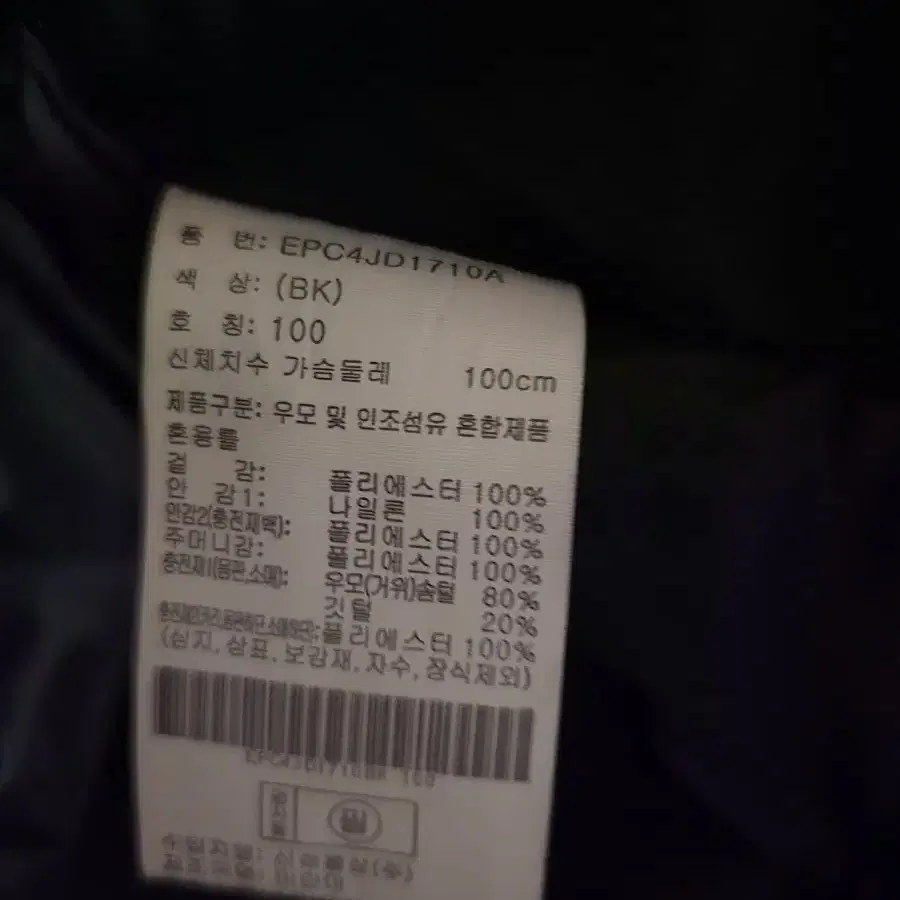 품 번: EPC4JD1710A
색 상: (BK)
호 칭: 100
신체치수 가슴둘레 100cm
제품구분: 우모 및 인조섬유 혼합제품
혼용률
겉 감: 폴리에스터 100%
안 감1: 나일론 100%
안감2(충전재백): 폴리에스터 100%
주머니감: 폴리에스터 100%
충전재1(몸판,소매): 우모(거위)솜털 80%
깃털 20%
폴리에스터 100%
(심지, 상표, 보강재, 자수, 장식제외)